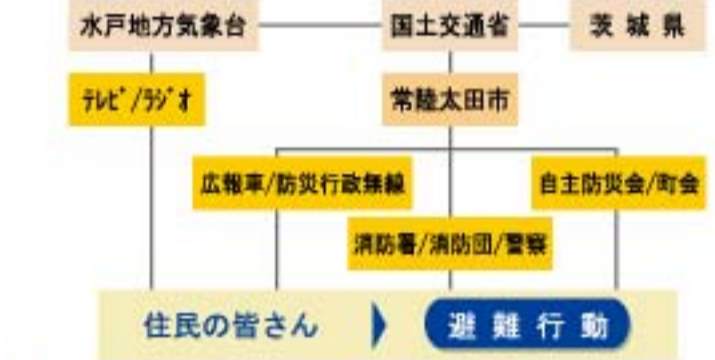 水戸地方気象台 国土交通省 茨城県
テレビ/ラジオ 常陸太田市
広報車/防災行政無線 自主防災会/町会
消防署/消防団/警察
住民の皆さん 避難行動